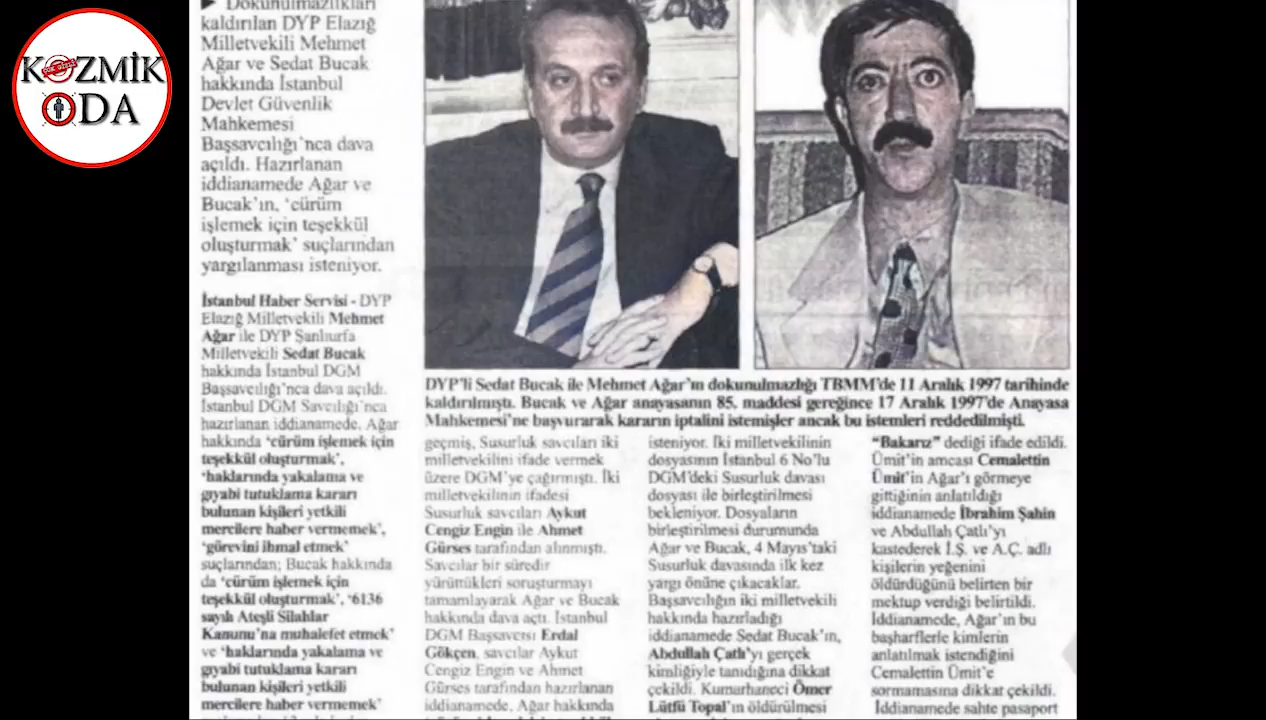 KOZMİK
ÇOK GİZLİ
ODA
Dokunulmazlıkları
kaldırılan DYP Elazığ
Milletvekili Mehmet
Ağar ve Sedat Bucak
hakkında İstanbul
Devlet Güvenlik
Mahkemesi
Başsavcılığı'nca dava
açıldı. Hazırlanan
iddianamede Ağar ve
Bucak'ın, 'cürüm
işlemek için teşekkül
oluşturmak' suçlarından
yargılanması isteniyor.
İstanbul Haber Servisi - DYP
Elazığ Milletvekili Mehmet
Ağar ile DYP Şanlıurfa
Milletvekili Sedat Bucak
hakkında İstanbul DGM
Başsavcılığı'nca dava açıldı.
İstanbul DGM Savcılığı'nca
hazırlanan iddianamede, Ağar
hakkında 'cürüm işlemek için
teşekkül oluşturmak',
'haklarında yakalama ve
gıyabi tutuklama kararı
bulunan kişileri yetkili
mercilere haber vermemek',
'görevini ihmal etmek'
suçlarından; Bucak hakkında
da 'cürüm işlemek için
teşekkül oluşturmak', '6136
sayılı Ateşli Silahlar
Kanunu'na muhalefet etmek'
ve 'haklarında yakalama ve
gıyabi tutuklama kararı
bulunan kişileri yetkili
mercilere haber vermemek'
DYP'li Sedat Bucak ile Mehmet Ağar'ın dokunulmazlığı TBMM'de 11 Aralık 1997 tarihinde
kaldırılmıştı. Bucak ve Ağar anayasanın 85. maddesi gereğince 17 Aralık 1997'de Anayasa
Mahkemesi'ne başvurarak kararın iptalini istemişler ancak bu istemleri reddedilmişti.
geçmiş, Susurluk savcıları iki
milletvekilini ifade vermek
üzere DGM'ye çağırmıştı. İki
milletvekilinin ifadesi
Susurluk savcıları Aykut
Cengiz Engin ile Ahmet
Gürses tarafından alınmıştı.
Savcılar bir süredir
yürüttükleri soruşturmayı
tamamlayarak Ağar ve Bucak
hakkında dava açtı. İstanbul
DGM Başsavcısı Erdal
Gökçen, savcılar Aykut
Cengiz Engin ve Ahmet
Gürses tarafından hazırlanan
iddianamede, Ağar hakkında
isteniyor. İki milletvekilinin
dosyasının İstanbul 6 No'lu
DGM'deki Susurluk davası
dosyası ile birleştirilmesi
bekleniyor. Dosyaların
birleştirilmesi durumunda
Ağar ve Bucak, 4 Mayıs'taki
Susurluk davasında ilk kez
yargı önüne çıkacaklar.
Başsavcılığın iki milletvekili
hakkında hazırladığı
iddianamede Sedat Bucak'ın,
Abdullah Çatlı'yı gerçek
kimliğiyle tanıdığına dikkat
çekildi. Kumarhaneci Ömer
Lütfü Topal'ın öldürülmesi
"Bakarız" dediği ifade edildi.
Ümit'in amcası Cemalettin
Ümit'in Ağar'ı görmeye
gittiğinin anlatıldığı
iddianamede İbrahim Şahin
ve Abdullah Çatlı'yı
kastederek İ.Ş. ve A.Ç. adlı
kişilerin yeğenini
öldürdüğünü belirten bir
mektup verdiği belirtildi.
İddianamede, Ağar'ın bu
başharflerle kimlerin
anlatılmak istendiğini
Cemalettin Ümit'e
sormamasına dikkat çekildi.
İddianamede sahte pasaport